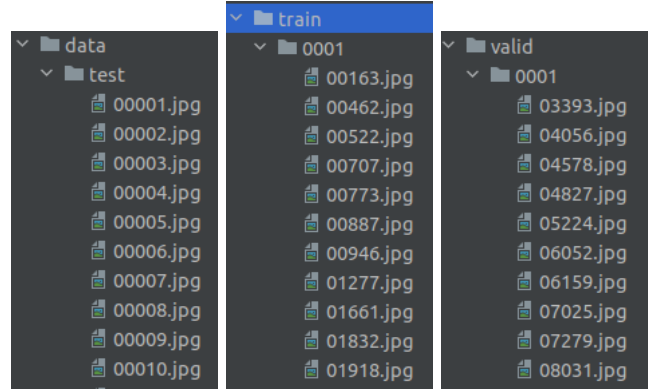 data
test
00001.jpg
00002.jpg
00003.jpg
00004.jpg
00005.jpg
00006.jpg
00007.jpg
00008.jpg
00009.jpg
00010.jpg
train
0001
00163.jpg
00462.jpg
00522.jpg
00707.jpg
00773.jpg
00887.jpg
00946.jpg
01277.jpg
01661.jpg
01832.jpg
01918.jpg
valid
0001
03393.jpg
04056.jpg
04578.jpg
04827.jpg
05224.jpg
06052.jpg
06159.jpg
07025.jpg
07279.jpg
08031.jpg